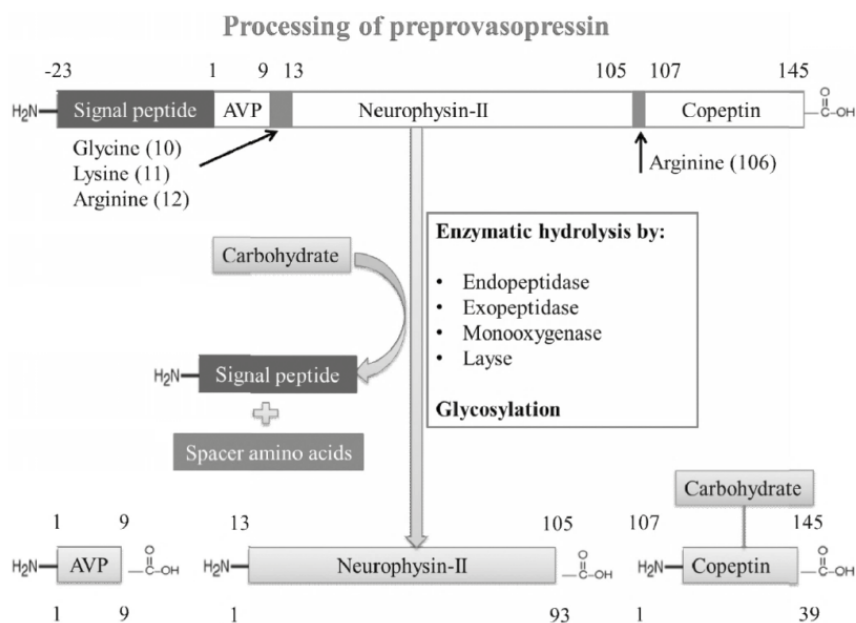 Processing of preprovasopressin
-23 1 9 13 105 107 145
H₂N Signal peptide AVP Neurophysin-II Copeptin O C-OH
Glycine (10)
Lysine (11)
Arginine (12)
Arginine (106)
Enzymatic hydrolysis by:
• Endopeptidase
• Exopeptidase
• Monooxygenase
• Layse
Glycosylation
Carbohydrate
H₂N Signal peptide
Spacer amino acids
Carbohydrate
1 9 13 105 107 145
H₂N AVP O C-OH H₂N Neurophysin-II O C-OH H₂N Copeptin O C-OH
1 9 1 93 1 39